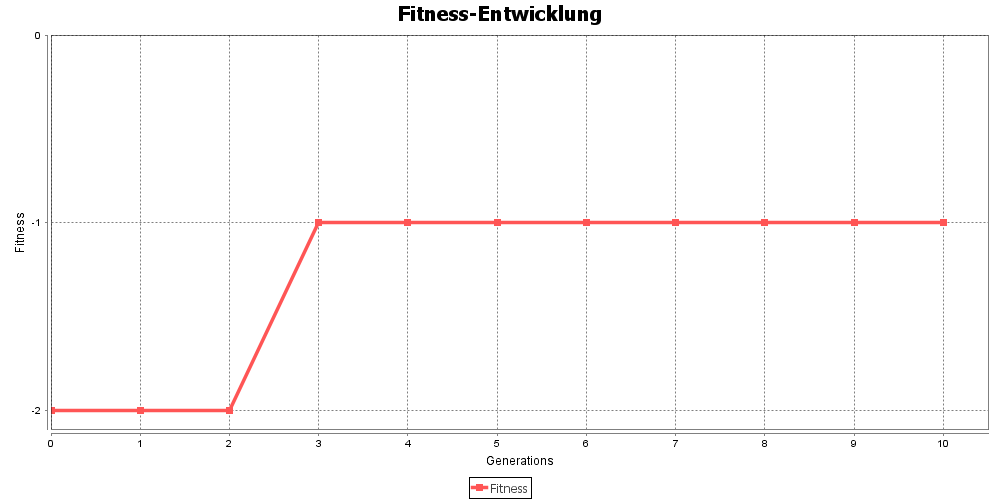 Fitness-Entwicklung
0
-1
-2
Fitness
0 1 2 3 4 5 6 7 8 9 10
Generations
Fitness